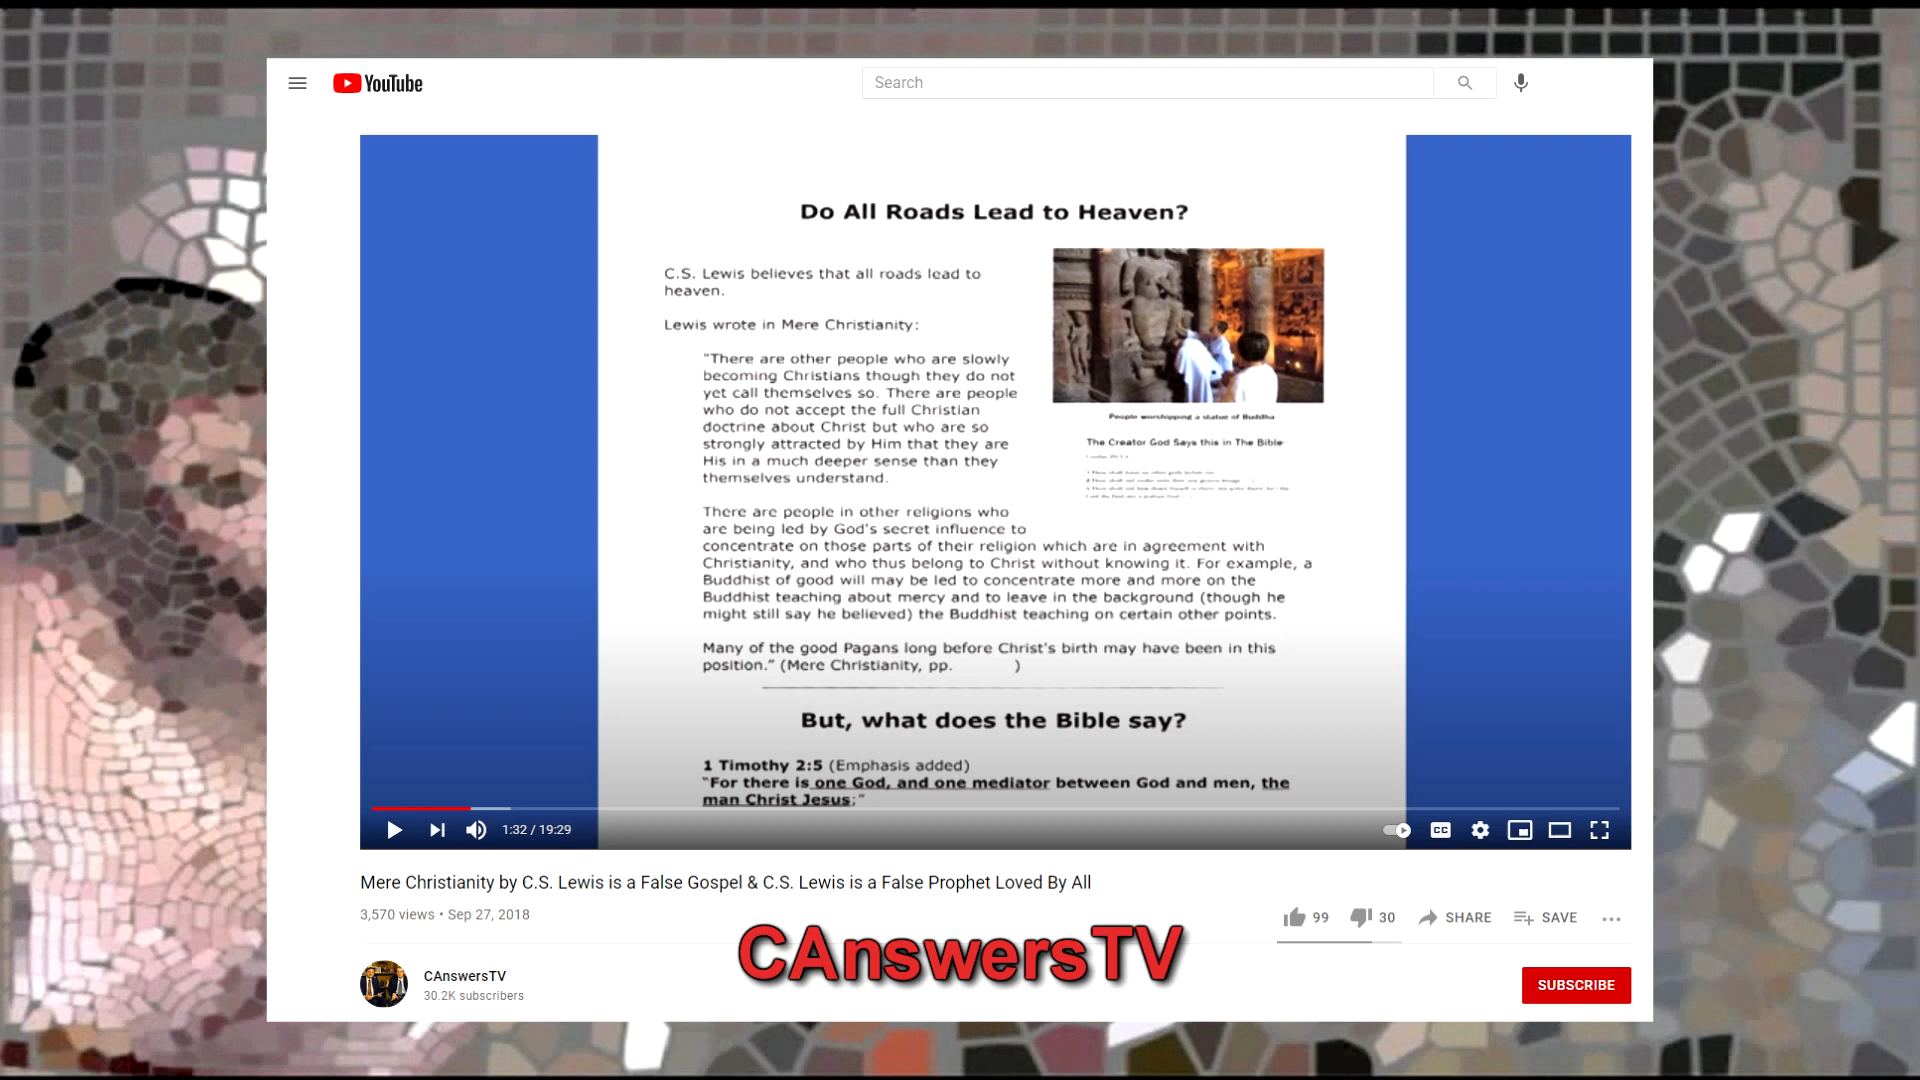 YouTube
Search
Do All Roads Lead to Heaven?
C.S. Lewis believes that all roads lead to
heaven.
Lewis wrote in Mere Christianity:
"There are other people who are slowly
becoming Christians though they do not
yet call themselves so. There are people
who do not accept the full Christian
doctrine about Christ but who are so
strongly attracted by Him that they are
His in a much deeper sense than they
themselves understand.
People worshipping a statue of Buddha
The Creator God Says this in The Bible
There are people in other religions who
are being led by God's secret influence to
concentrate on those parts of their religion which are in agreement with
Christianity, and who thus belong to Christ without knowing it. For example, a
Buddhist of good will may be led to concentrate more and more on the
Buddhist teaching about mercy and to leave in the background (though he
might still say he believed) the Buddhist teaching on certain other points.
Many of the good Pagans long before Christ's birth may have been in this
position." (Mere Christianity, pp. )
But, what does the Bible say?
1 Timothy 2:5 (Emphasis added)
"For there is one God, and one mediator between God and men, the
man Christ Jesus;"
1:32 / 19:29
CC
Mere Christianity by C.S. Lewis is a False Gospel & C.S. Lewis is a False Prophet Loved By All
3,570 views • Sep 27, 2018
99
30
SHARE
SAVE
CAnswersTV
CAnswersTV
30.2K subscribers
SUBSCRIBE